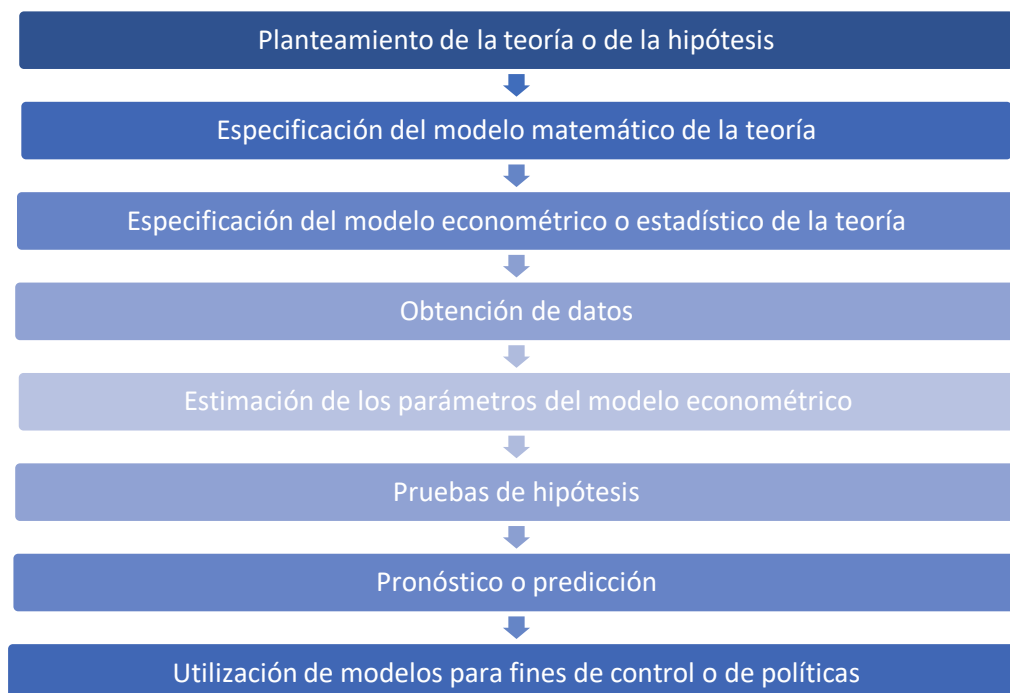 Planteamiento de la teoría o de la hipótesis
Especificación del modelo matemático de la teoría
Especificación del modelo econométrico o estadístico de la teoría
Obtención de datos
Estimación de los parámetros del modelo econométrico
Pruebas de hipótesis
Pronóstico o predicción
Utilización de modelos para fines de control o de políticas